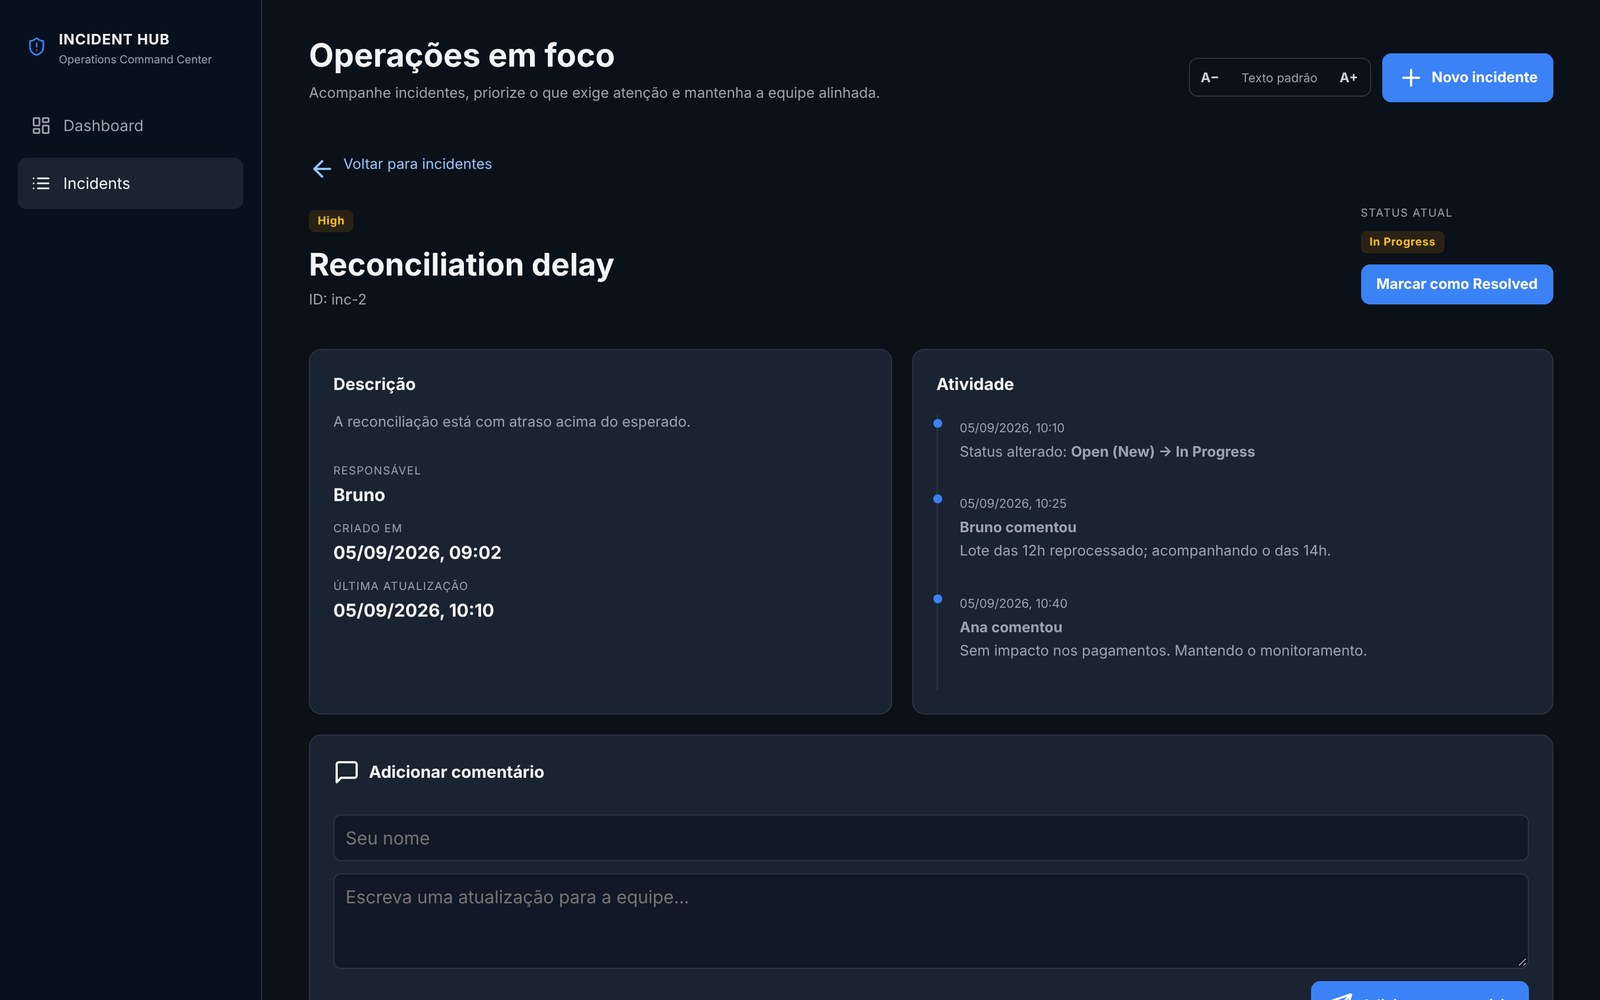 INCIDENT HUB
Operations Command Center
Dashboard
Incidents
Operações em foco
Acompanhe incidentes, priorize o que exige atenção e mantenha a equipe alinhada.
A− Texto padrão A+
Novo incidente
Voltar para incidentes
High
Reconciliation delay
ID: inc-2
STATUS ATUAL
In Progress
Marcar como Resolved
Descrição
A reconciliação está com atraso acima do esperado.
RESPONSÁVEL
Bruno
CRIADO EM
05/09/2026, 09:02
ÚLTIMA ATUALIZAÇÃO
05/09/2026, 10:10
Atividade
05/09/2026, 10:10
Status alterado: Open (New) → In Progress
05/09/2026, 10:25
Bruno comentou
Lote das 12h reprocessado; acompanhando o das 14h.
05/09/2026, 10:40
Ana comentou
Sem impacto nos pagamentos. Mantendo o monitoramento.
Adicionar comentário
Seu nome
Escreva uma atualização para a equipe...